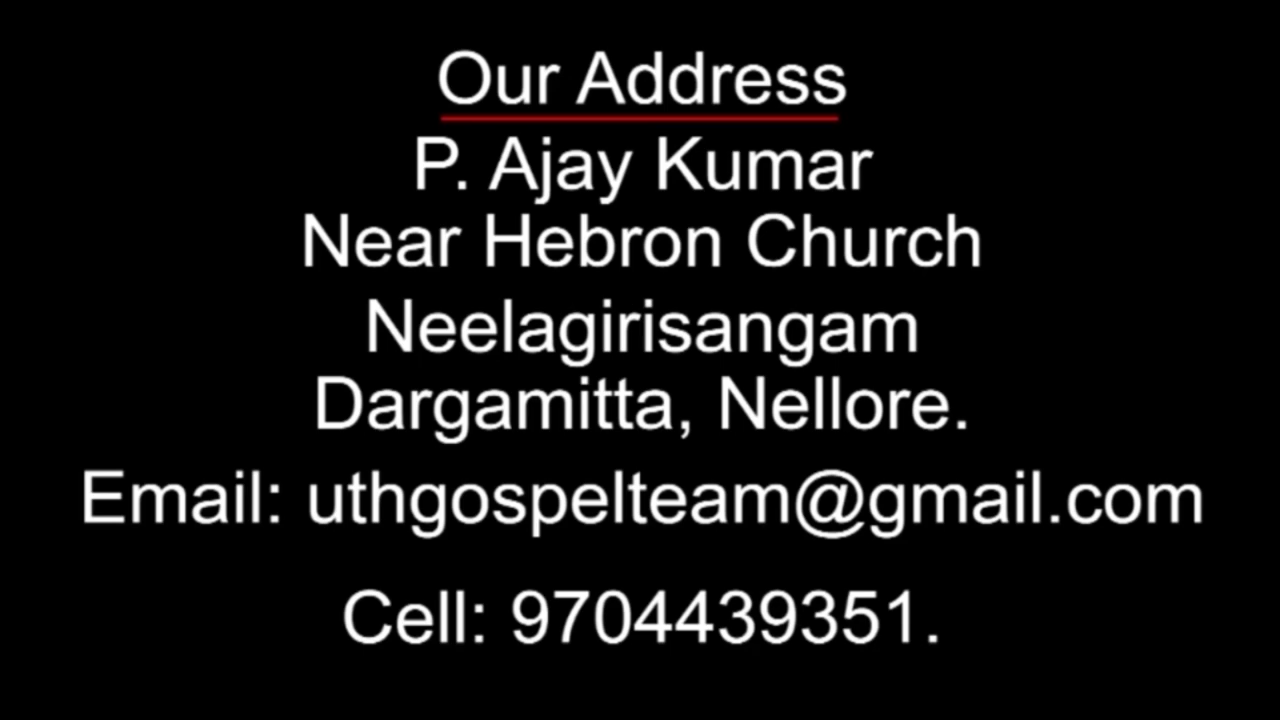 Our Address
P. Ajay Kumar
Near Hebron Church
Neelagirisangam
Dargamitta, Nellore.
Email: uthgospelteam@gmail.com
Cell: 9704439351.